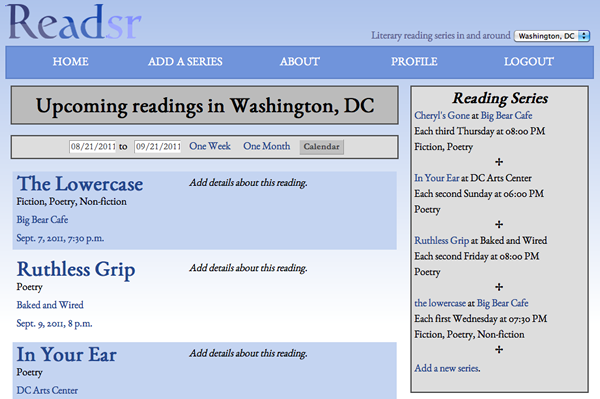 Readsr
Literary reading series in and around Washington, DC
HOME ADD A SERIES ABOUT PROFILE LOGOUT
Upcoming readings in Washington, DC
08/21/2011 to 09/21/2011 One Week One Month Calendar
The Lowercase
Fiction, Poetry, Non-fiction
Big Bear Cafe
Sept. 7, 2011, 7:30 p.m.
Add details about this reading.
Ruthless Grip
Poetry
Baked and Wired
Sept. 9, 2011, 8 p.m.
Add details about this reading.
In Your Ear
Poetry
DC Arts Center
Add details about this reading.
Reading Series
Cheryl's Gone at Big Bear Cafe
Each third Thursday at 08:00 PM
Fiction, Poetry
In Your Ear at DC Arts Center
Each second Sunday at 06:00 PM
Poetry
Ruthless Grip at Baked and Wired
Each second Friday at 08:00 PM
Poetry
the lowercase at Big Bear Cafe
Each first Wednesday at 07:30 PM
Fiction, Poetry, Non-fiction
Add a new series.